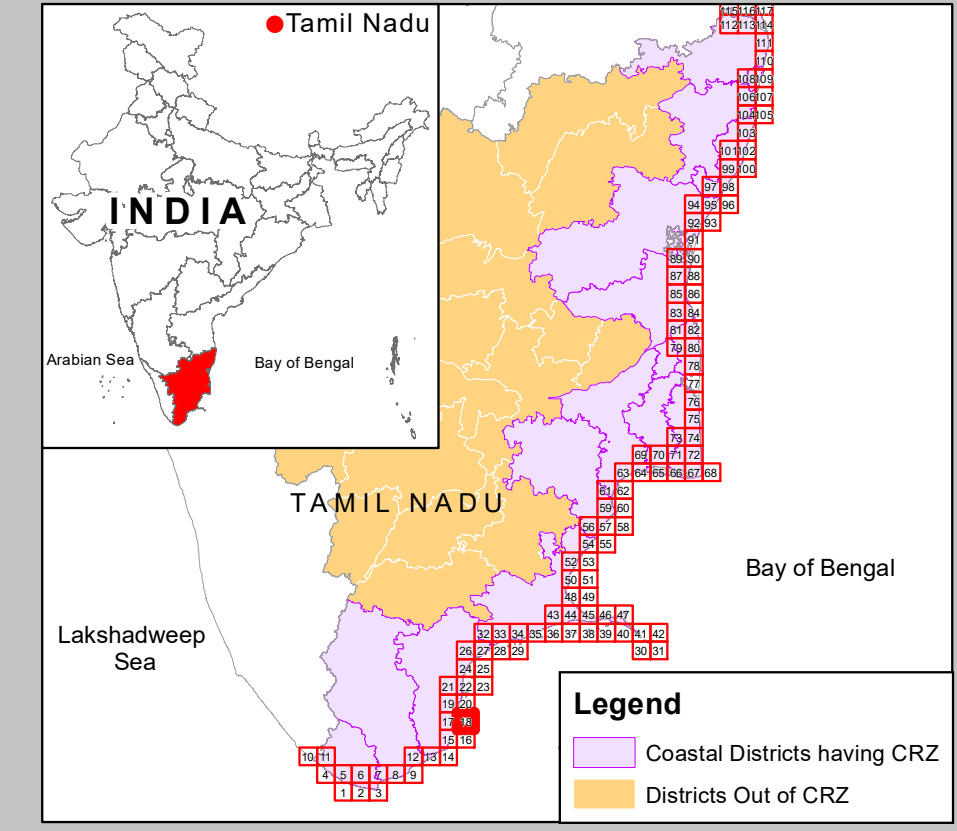 Tamil Nadu
INDIA
Arabian Sea
Bay of Bengal
115 116 117
112 113 114
111
110
108 109
106 107
104 105
103
101 102
99 100
97 98
94 95 96
92 93
91
89 90
87 88
85 86
83 84
81 82
79 80
78
77
76
75
73 74
69 70 71 72
63 64 65 66 67 68
61 62
TAMIL NADU
59 60
56 57 58
54 55
52 53
Bay of Bengal
50 51
48 49
43 44 45 46 47
32 33 34 35 36 37 38 39 40 41 42
Lakshadweep
Sea
26 27 28 29 30 31
24 25
21 22 23
19 20
17 18
15 16
10 11 12 13 14
4 5 6 7 8 9
1 2 3
Legend
Coastal Districts having CRZ
Districts Out of CRZ